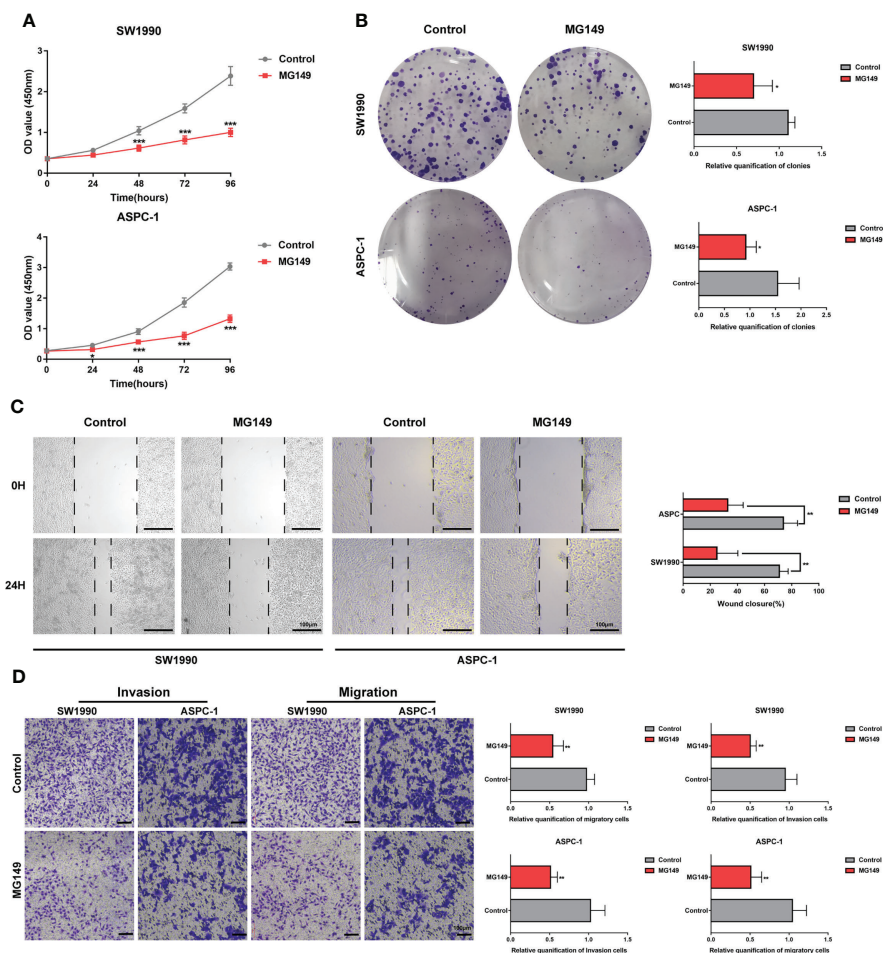 A
SW1990
3
2
1
0
OD value (450nm)
0 24 48 72 96
Time(hours)
Control
MG149
***
***
***
ASPC-1
4
3
2
1
0
OD value (450nm)
0 24 48 72 96
Time(hours)
Control
MG149
*
***
***
***
B
Control MG149
SW1990
ASPC-1
SW1990
MG149
Control
*
0.0 0.5 1.0 1.5
Relative quanification of clonies
Control
MG149
ASPC-1
MG149
Control
*
0.0 0.5 1.0 1.5 2.0 2.5
Relative quanification of clonies
Control
MG149
C
Control MG149 Control MG149
0H
24H
100μm 100μm
SW1990 ASPC-1
ASPC
SW1990
**
**
0 20 40 60 80 100
Wound closure(%)
Control
MG149
D
Invasion Migration
SW1990 ASPC-1 SW1990 ASPC-1
Control
MG149
100μm
SW1990
MG149
Control
**
0.0 0.5 1.0 1.5
Relative quanification of migratory cells
Control
MG149
SW1990
MG149
Control
**
0.0 0.5 1.0 1.5
Relative quanification of Invasion cells
Control
MG149
ASPC-1
MG149
Control
**
0.0 0.5 1.0 1.5
Relative quanification of Invasion cells
Control
MG149
ASPC-1
MG149
Control
**
0.0 0.5 1.0 1.5
Relative quanification of migratory cells
Control
MG149